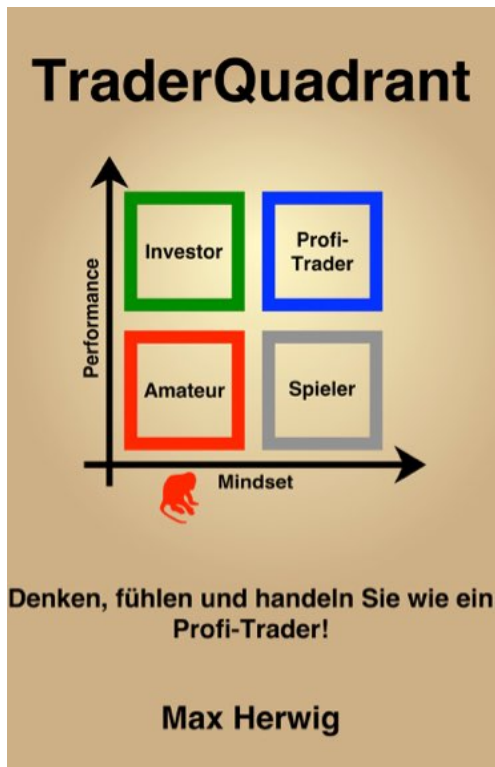 TraderQuadrant
Performance
Investor
Profi-
Trader
Amateur
Spieler
Mindset
Denken, fühlen und handeln Sie wie ein
Profi-Trader!
Max Herwig